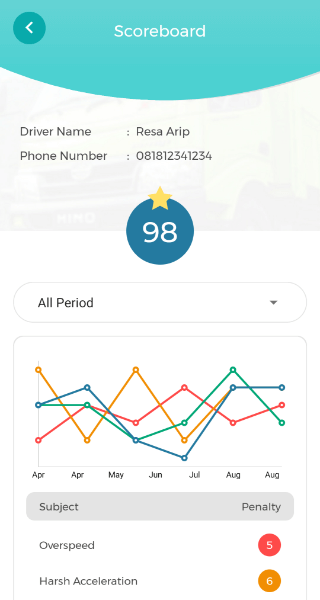 Scoreboard
Driver Name : Resa Arip
Phone Number : 081812341234
HINO
98
All Period
Apr Apr May Jun Jul Aug Aug
Subject Penalty
Overspeed 5
Harsh Acceleration 6